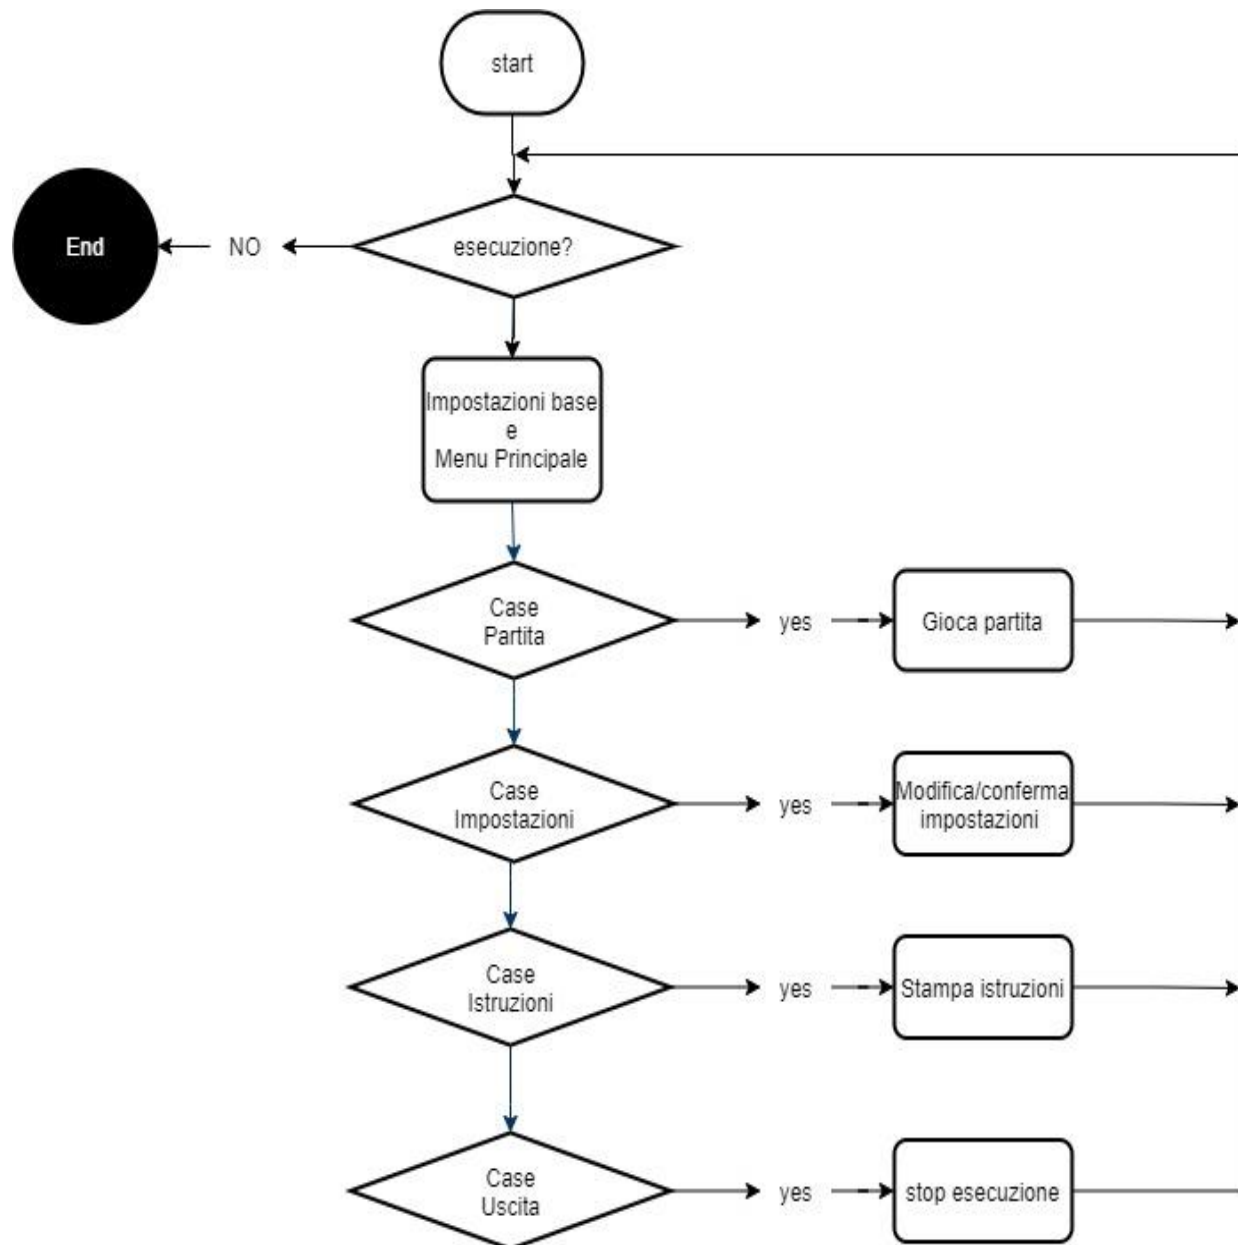 start
esecuzione?
NO
End
Impostazioni base
e
Menu Principale
Case
Partita
yes
Gioca partita
Case
Impostazioni
yes
Modifica/conferma
impostazioni
Case
Istruzioni
yes
Stampa istruzioni
Case
Uscita
yes
stop esecuzione